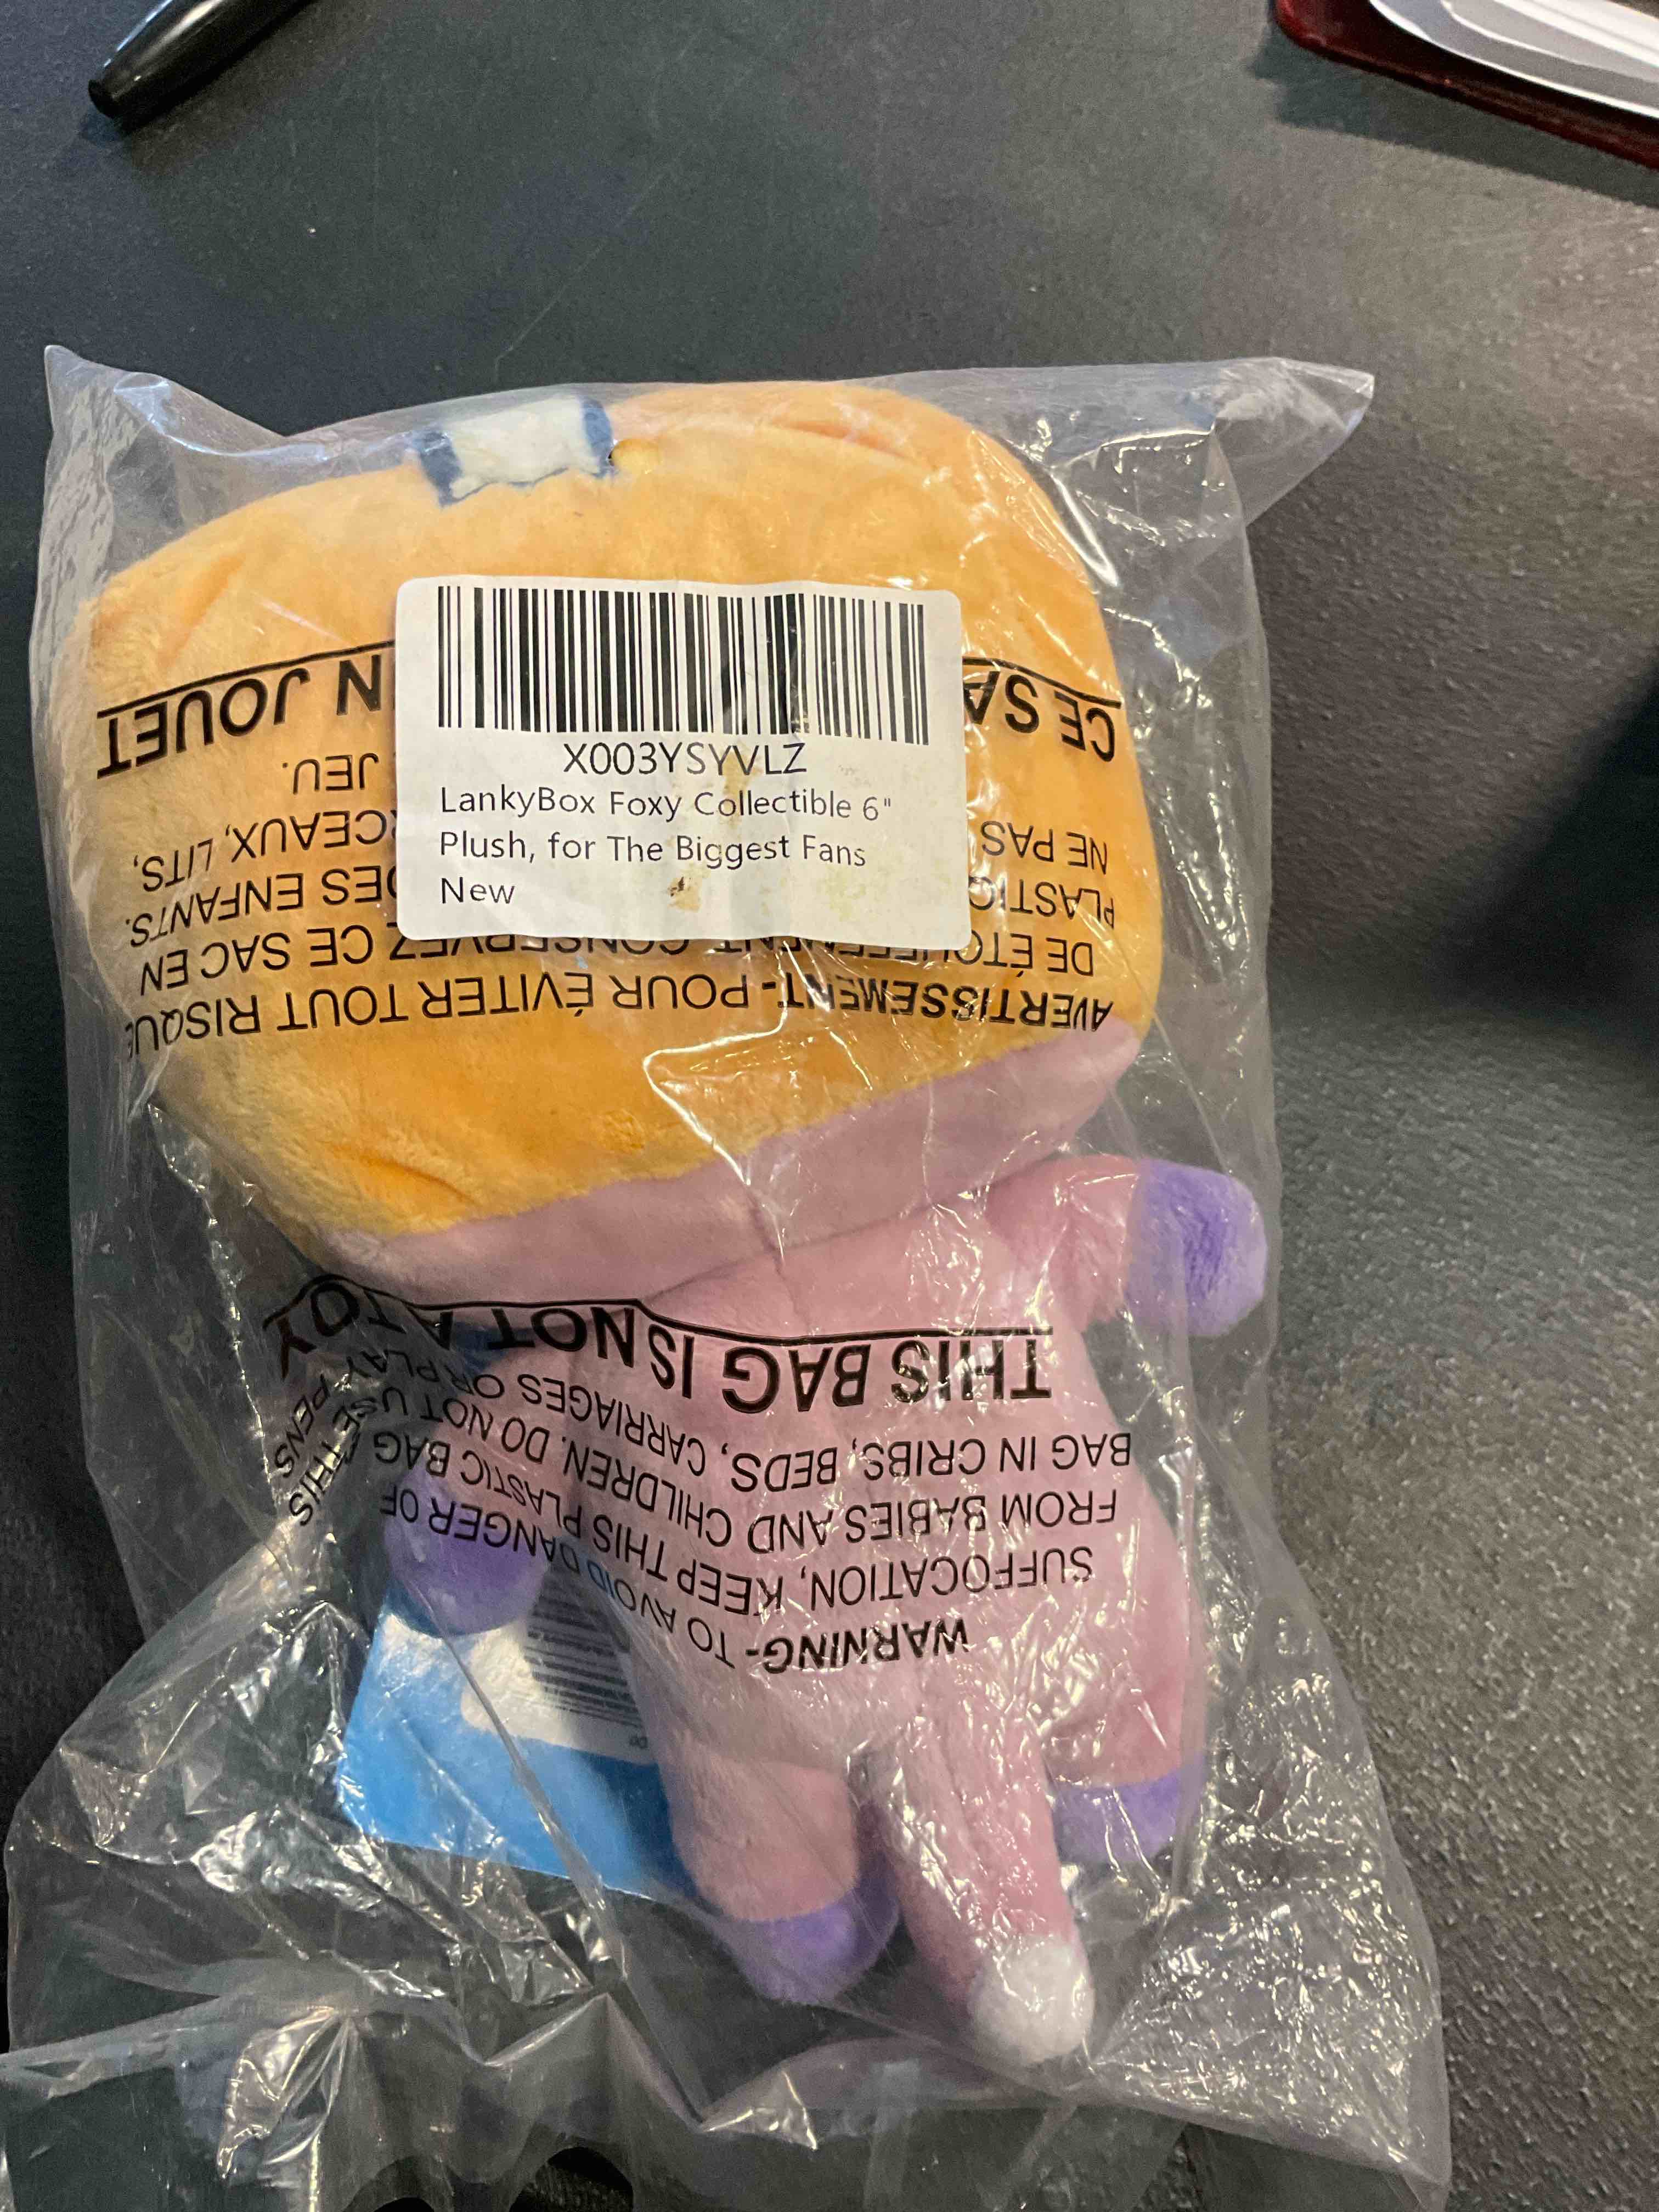 X003YSYVLZ
LankyBox Foxy Collectible 6"
Plush, for The Biggest Fans
New
AVERTISSEMENT - POUR ÉVITER TOUT RISQUE
DE ÉTOUFFEMENT CONSERVEZ CE SAC EN
PLASTIC DES ENFANTS.
NE PAS LITS,
JEU.
CE SA N JOUET
WARNING- TO AVOID DANGER OF
SUFFOCATION, KEEP THIS PLASTIC BAG
FROM BABIES AND CHILDREN. DO NOT USE THIS
BAG IN CRIBS, BEDS, CARRIAGES OR PLAY PENS
THIS BAG IS NOT A TOY